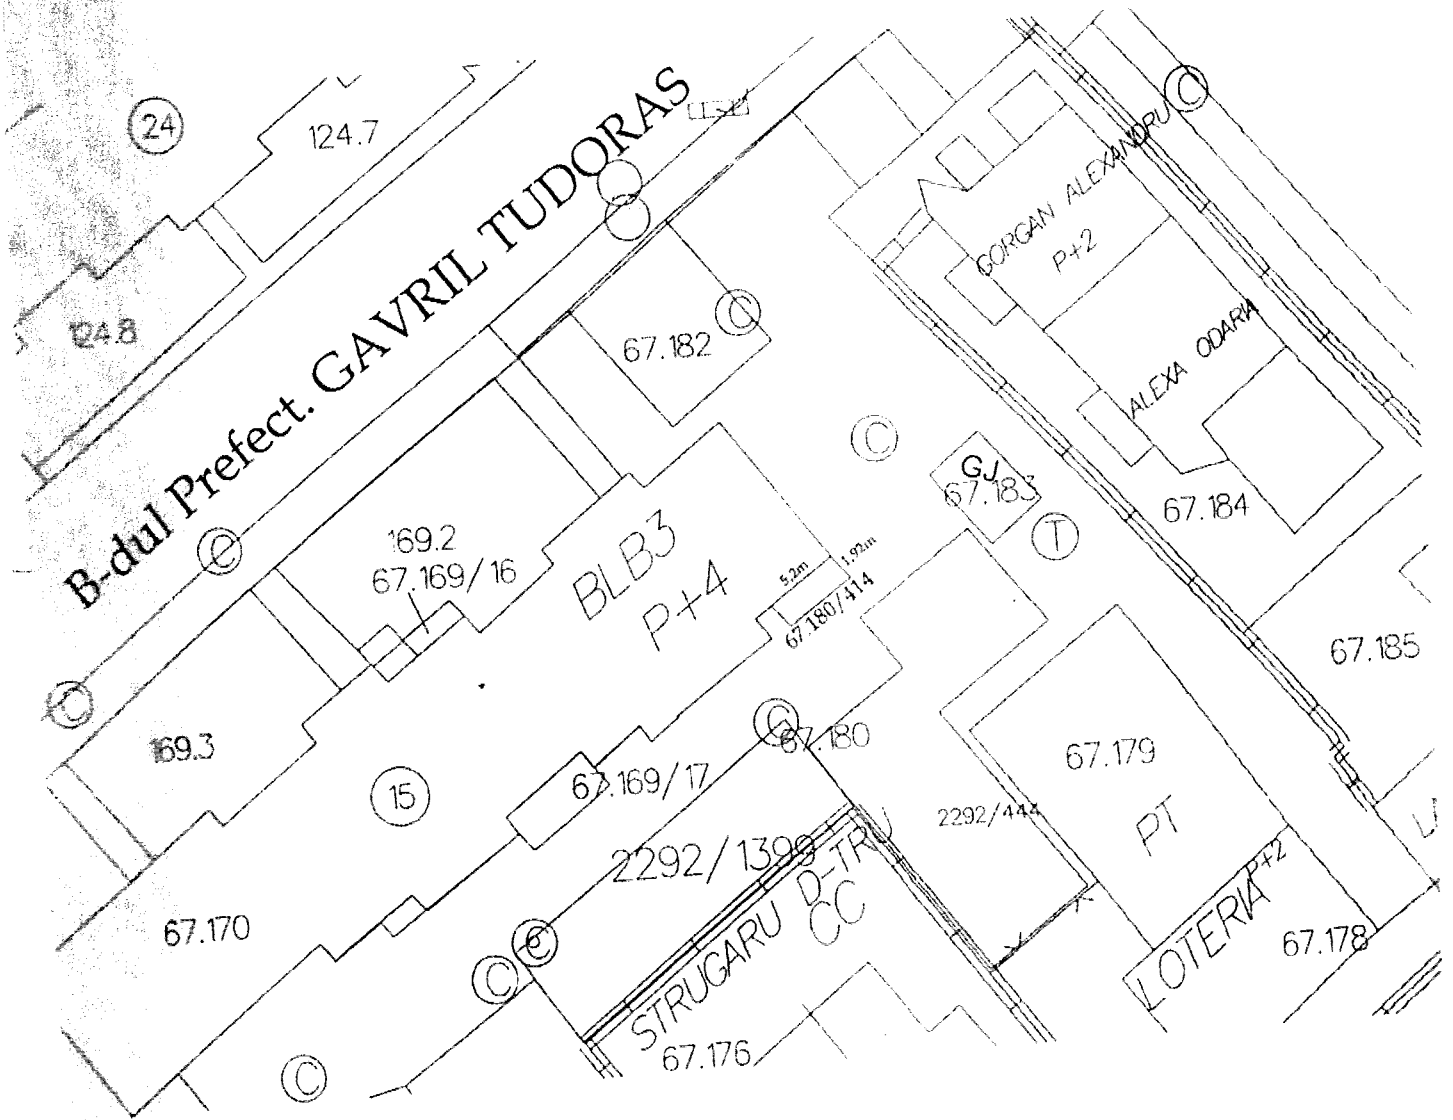 24
124.7
124.8
B-dul Prefect. GAVRIL TUDORAS
C
GORGAN ALEXANDRU
P+2
67.182
C
ALEXA ODARIA
C
GJ
67.183
67.184
T
C
169.2
67.169/16
BLB3
P+4
5.2m
1.92m
67.180/414
67.185
C
169.3
15
C
67.180
67.179
PT
67.169/17
2292/444
2292/1399
STRUGARU D-TRU
CC
P+2
LOTERIA
67.178
67.170
C
C
67.176
C